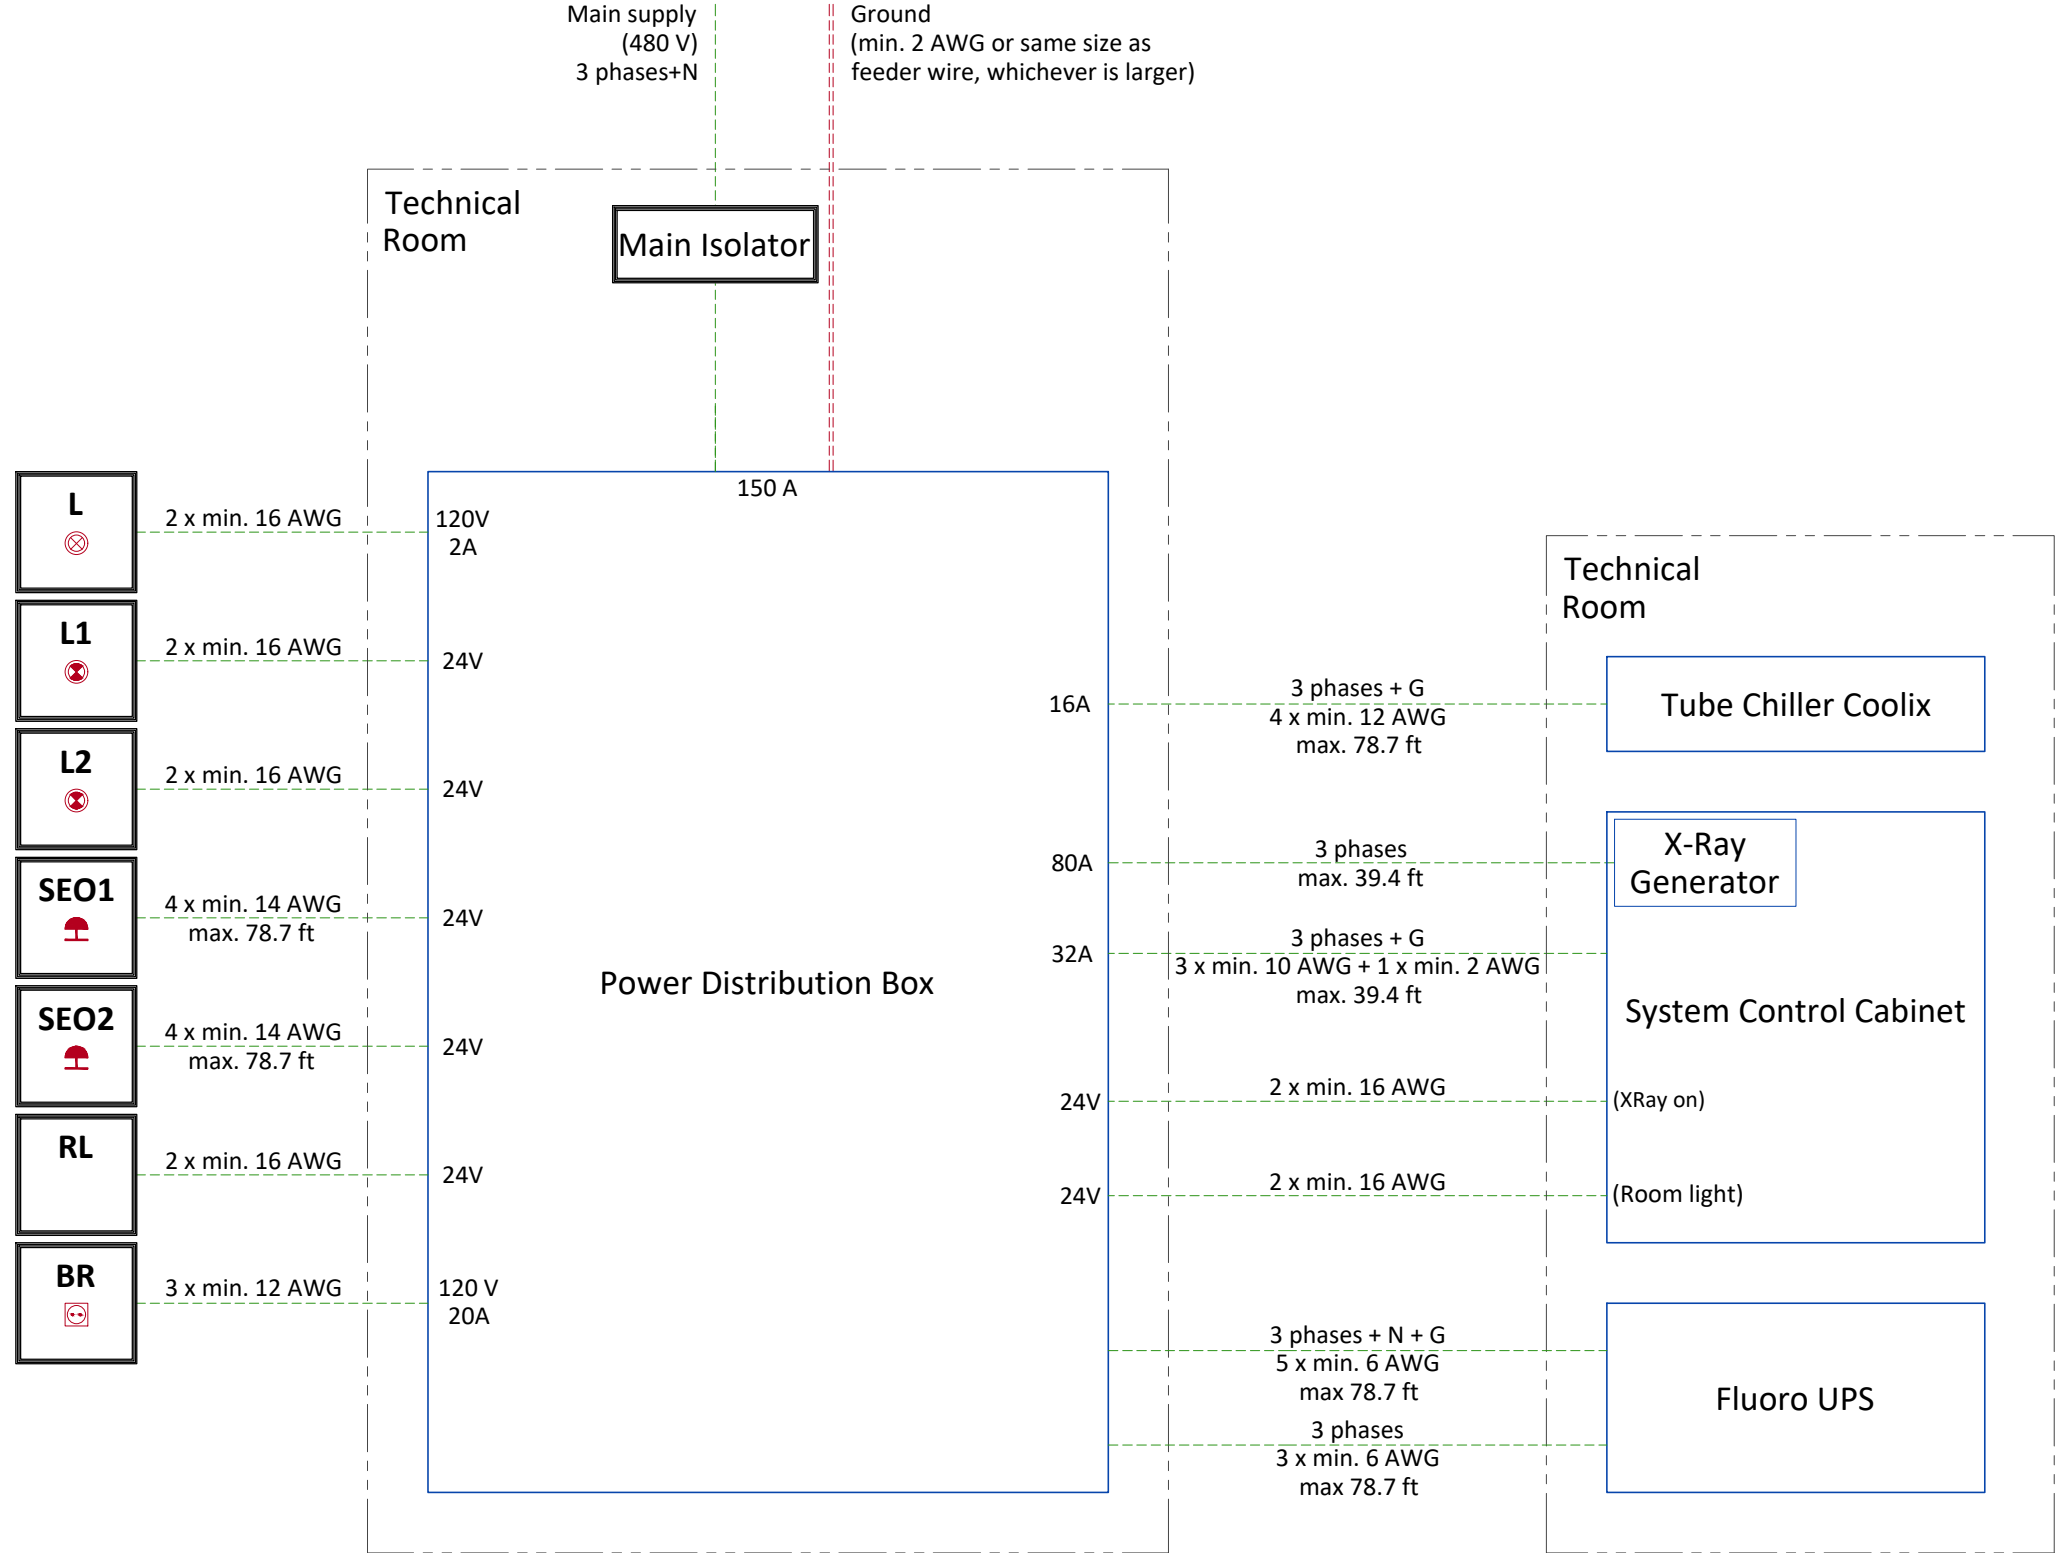 Main supply
(480 V)
3 phases+N
Ground
(min. 2 AWG or same size as
feeder wire, whichever is larger)
Technical
Room
Main Isolator
150 A
L
2 x min. 16 AWG
120V
2A
L1
2 x min. 16 AWG
24V
L2
2 x min. 16 AWG
24V
SEO1
4 x min. 14 AWG
max. 78.7 ft
24V
SEO2
4 x min. 14 AWG
max. 78.7 ft
24V
RL
2 x min. 16 AWG
24V
BR
3 x min. 12 AWG
120 V
20A
Power Distribution Box
16A
3 phases + G
4 x min. 12 AWG
max. 78.7 ft
80A
3 phases
max. 39.4 ft
32A
3 phases + G
3 x min. 10 AWG + 1 x min. 2 AWG
max. 39.4 ft
24V
2 x min. 16 AWG
24V
2 x min. 16 AWG
3 phases + N + G
5 x min. 6 AWG
max 78.7 ft
3 phases
3 x min. 6 AWG
max 78.7 ft
Technical
Room
Tube Chiller Coolix
X-Ray
Generator
System Control Cabinet
(XRay on)
(Room light)
Fluoro UPS